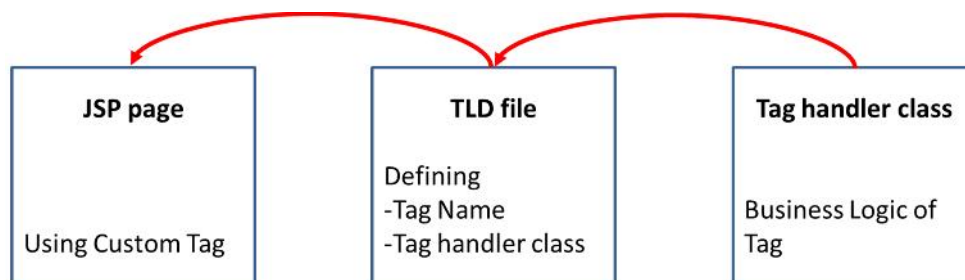 JSP page
Using Custom Tag
TLD file
Defining
-Tag Name
-Tag handler class
Tag handler class
Business Logic of
Tag